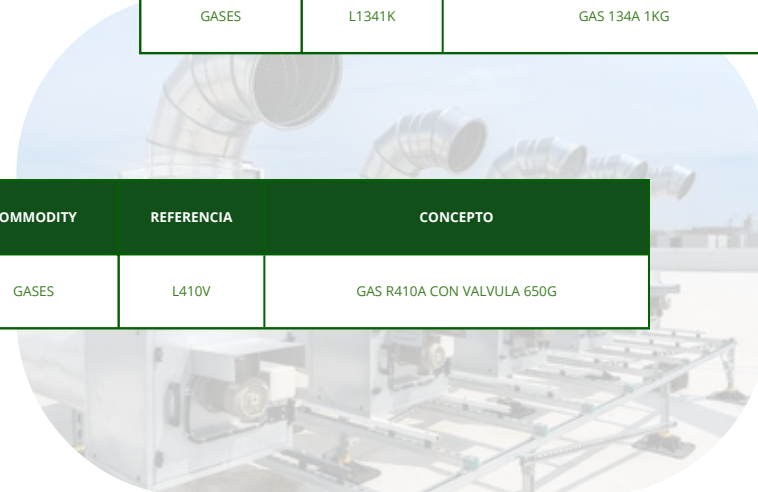 GASES L1341K GAS 134A 1KG
OMMODITY REFERENCIA CONCEPTO
GASES L410V GAS R410A CON VALVULA 650G